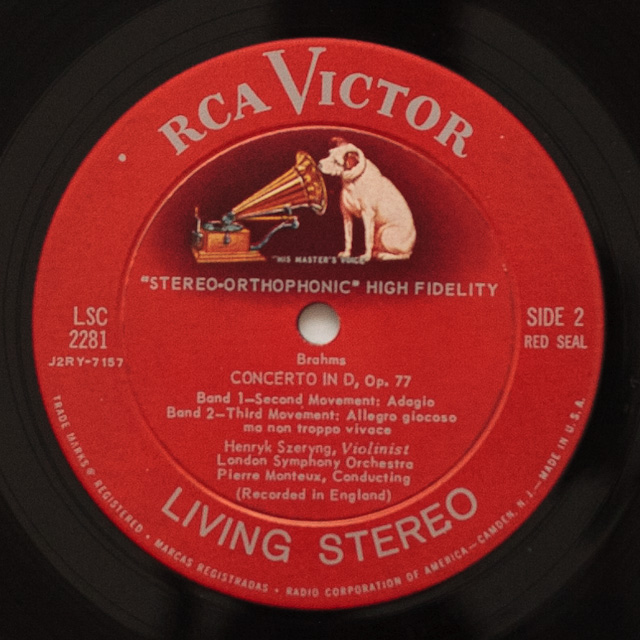 RCA VICTOR
"HIS MASTER'S VOICE"
"STEREO-ORTHOPHONIC" HIGH FIDELITY
LSC
2281
J2RY-7157
SIDE 2
RED SEAL
Brahms
CONCERTO IN D, Op. 77
Band 1—Second Movement: Adagio
Band 2—Third Movement: Allegro giocoso
ma non troppo vivace
Henryk Szeryng, Violinist
London Symphony Orchestra
Pierre Monteux, Conducting
(Recorded in England)
LIVING STEREO
TRADE MARKS ® REGISTERED • MARCAS REGISTRADAS • RADIO CORPORATION OF AMERICA—CAMDEN, N. J.—MADE IN U.S.A.